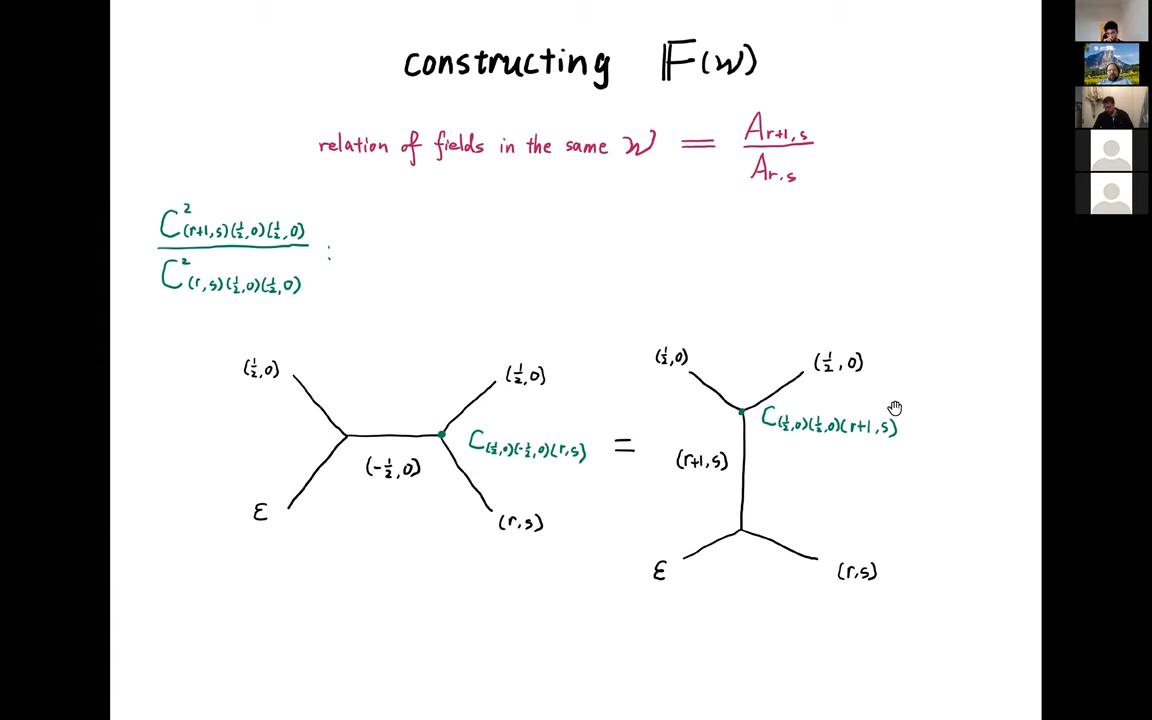 constructing 𝔽(𝒲)
relation of fields in the same 𝒲 = A_{r+1,s} / A_{r,s}
C²_{(r+1,s)(½,0)(½,0)}
C²_{(r,s)(½,0)(½,0)} :
(½,0) (½,0) (½,0) (½,0)
C_{(½,0)(-½,0)(r,s)} = C_{(½,0)(½,0)(r+1,s)}
(-½,0) (r+1,s)
ε (r,s) ε (r,s)